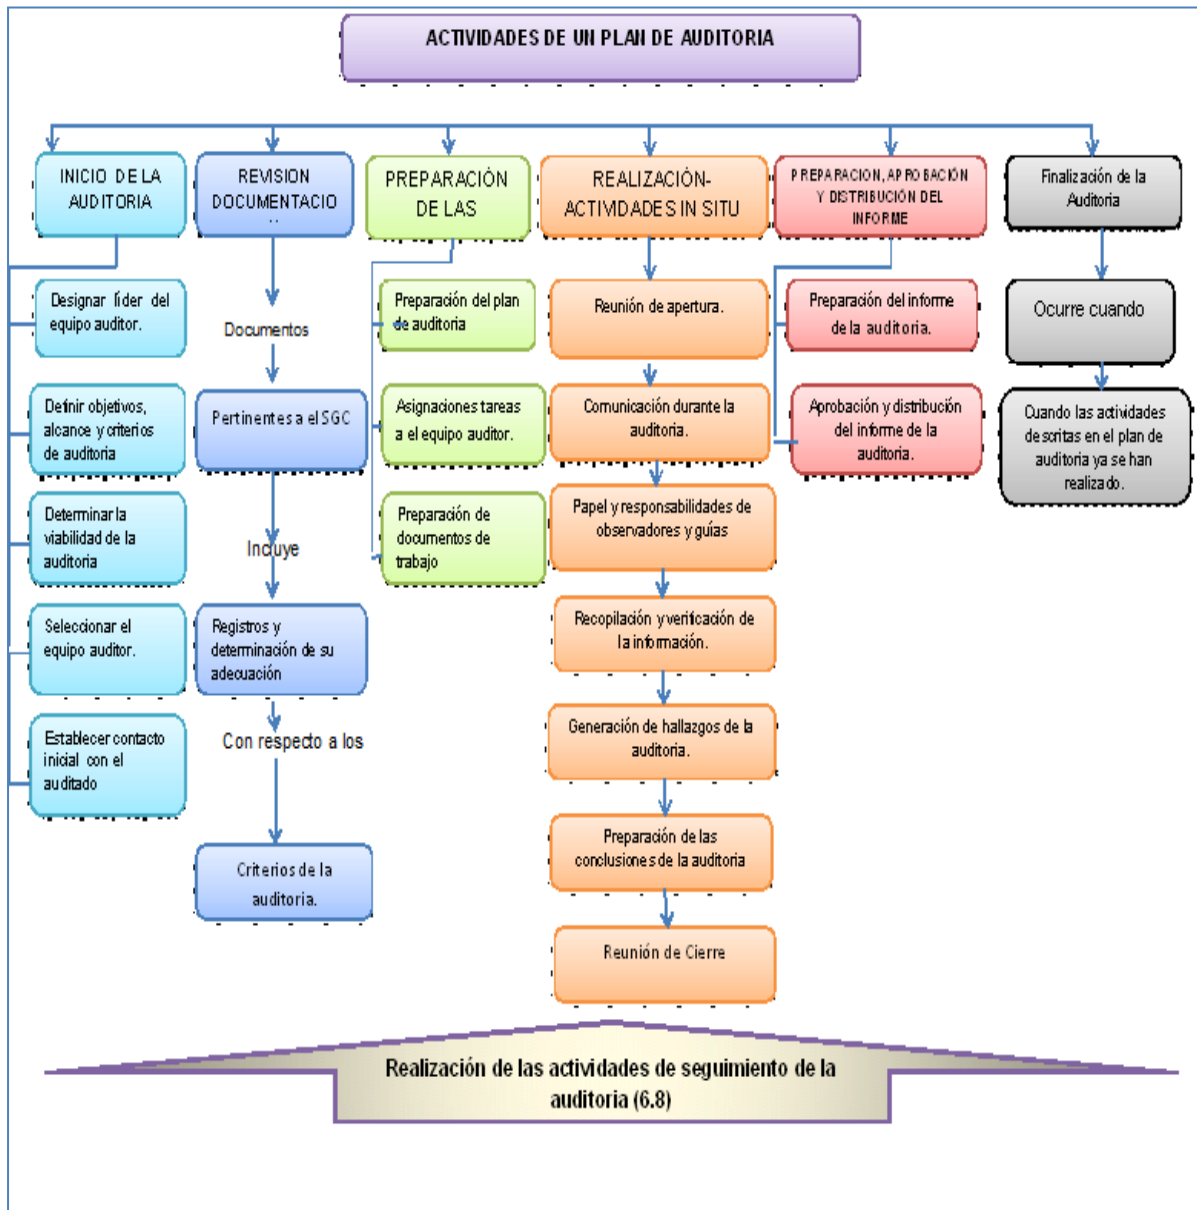 ACTIVIDADES DE UN PLAN DE AUDITORIA
INICIO DE LA
AUDITORIA
Designar líder del
equipo auditor.
Definir objetivos,
alcance y criterios
de auditoria
Determinar la
viabilidad de la
auditoria
Seleccionar el
equipo auditor.
Establecer contacto
inicial con el
auditado
REVISION
DOCUMENTACIO
Documentos
Pertinentes a el SGC
Incluye
Registros y
determinación de su
adecuación
Con respecto a los
Criterios de la
auditoria.
PREPARACIÓN
DE LAS
Preparación del plan
de auditoria
Asignaciones tareas
a el equipo auditor.
Preparación de
documentos de
trabajo
REALIZACIÓN-
ACTIVIDADES IN SITU
Reunión de apertura.
Comunicación durante la
auditoria.
Papel y responsabilidades de
observadores y guías
Recopilación y verificación de
la información.
Generación de hallazgos de la
auditoria.
Preparación de las
conclusiones de la auditoria
Reunión de Cierre
PREPARACION, APROBACIÓN
Y DISTRIBUCIÓN DEL
INFORME
Preparación del informe
de la auditoria.
Aprobación y distribución
del informe de la
auditoria.
Finalización de la
Auditoria
Ocurre cuando
Cuando las actividades
descritas en el plan de
auditoria ya se han
realizado.
Realización de las actividades de seguimiento de la
auditoria (6.8)